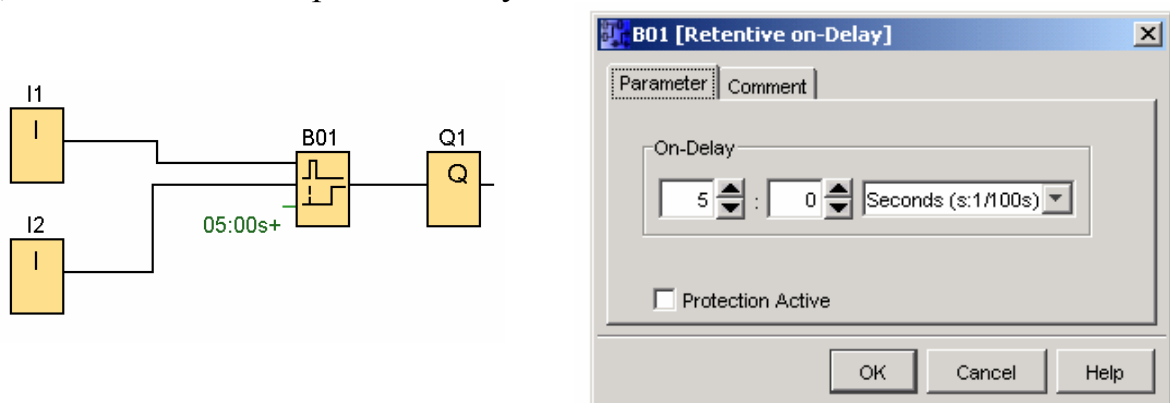 I1
I
B01
Q1
Q
05:00s+
I2
I
B01 [Retentive on-Delay]
Parameter
Comment
On-Delay
5 : 0 Seconds (s:1/100s)
Protection Active
OK Cancel Help